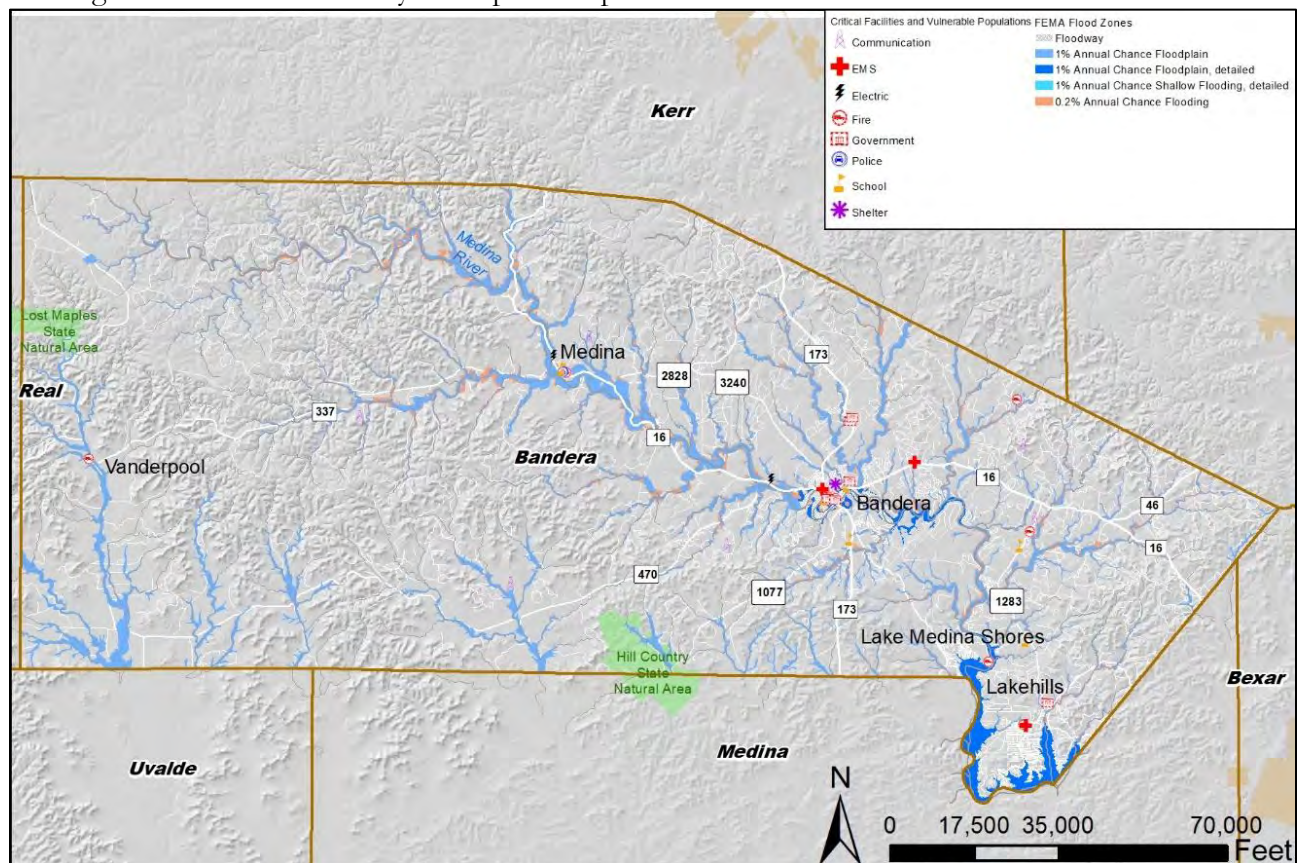 Critical Facilities and Vulnerable Populations
Communication
EMS
Electric
Fire
Government
Police
School
Shelter
FEMA Flood Zones
Floodway
1% Annual Chance Floodplain
1% Annual Chance Floodplain, detailed
1% Annual Chance Shallow Flooding, detailed
0.2% Annual Chance Flooding
Kerr
Medina
River
Lost Maples
State
Natural Area
Real
Medina
2828
3240
173
337
16
Vanderpool
Bandera
Bandera
16
46
16
470
1077
173
1283
Lake Medina Shores
Hill Country
State
Natural Area
Lakehills
Bexar
Uvalde
Medina
N
0
17,500
35,000
70,000
Feet